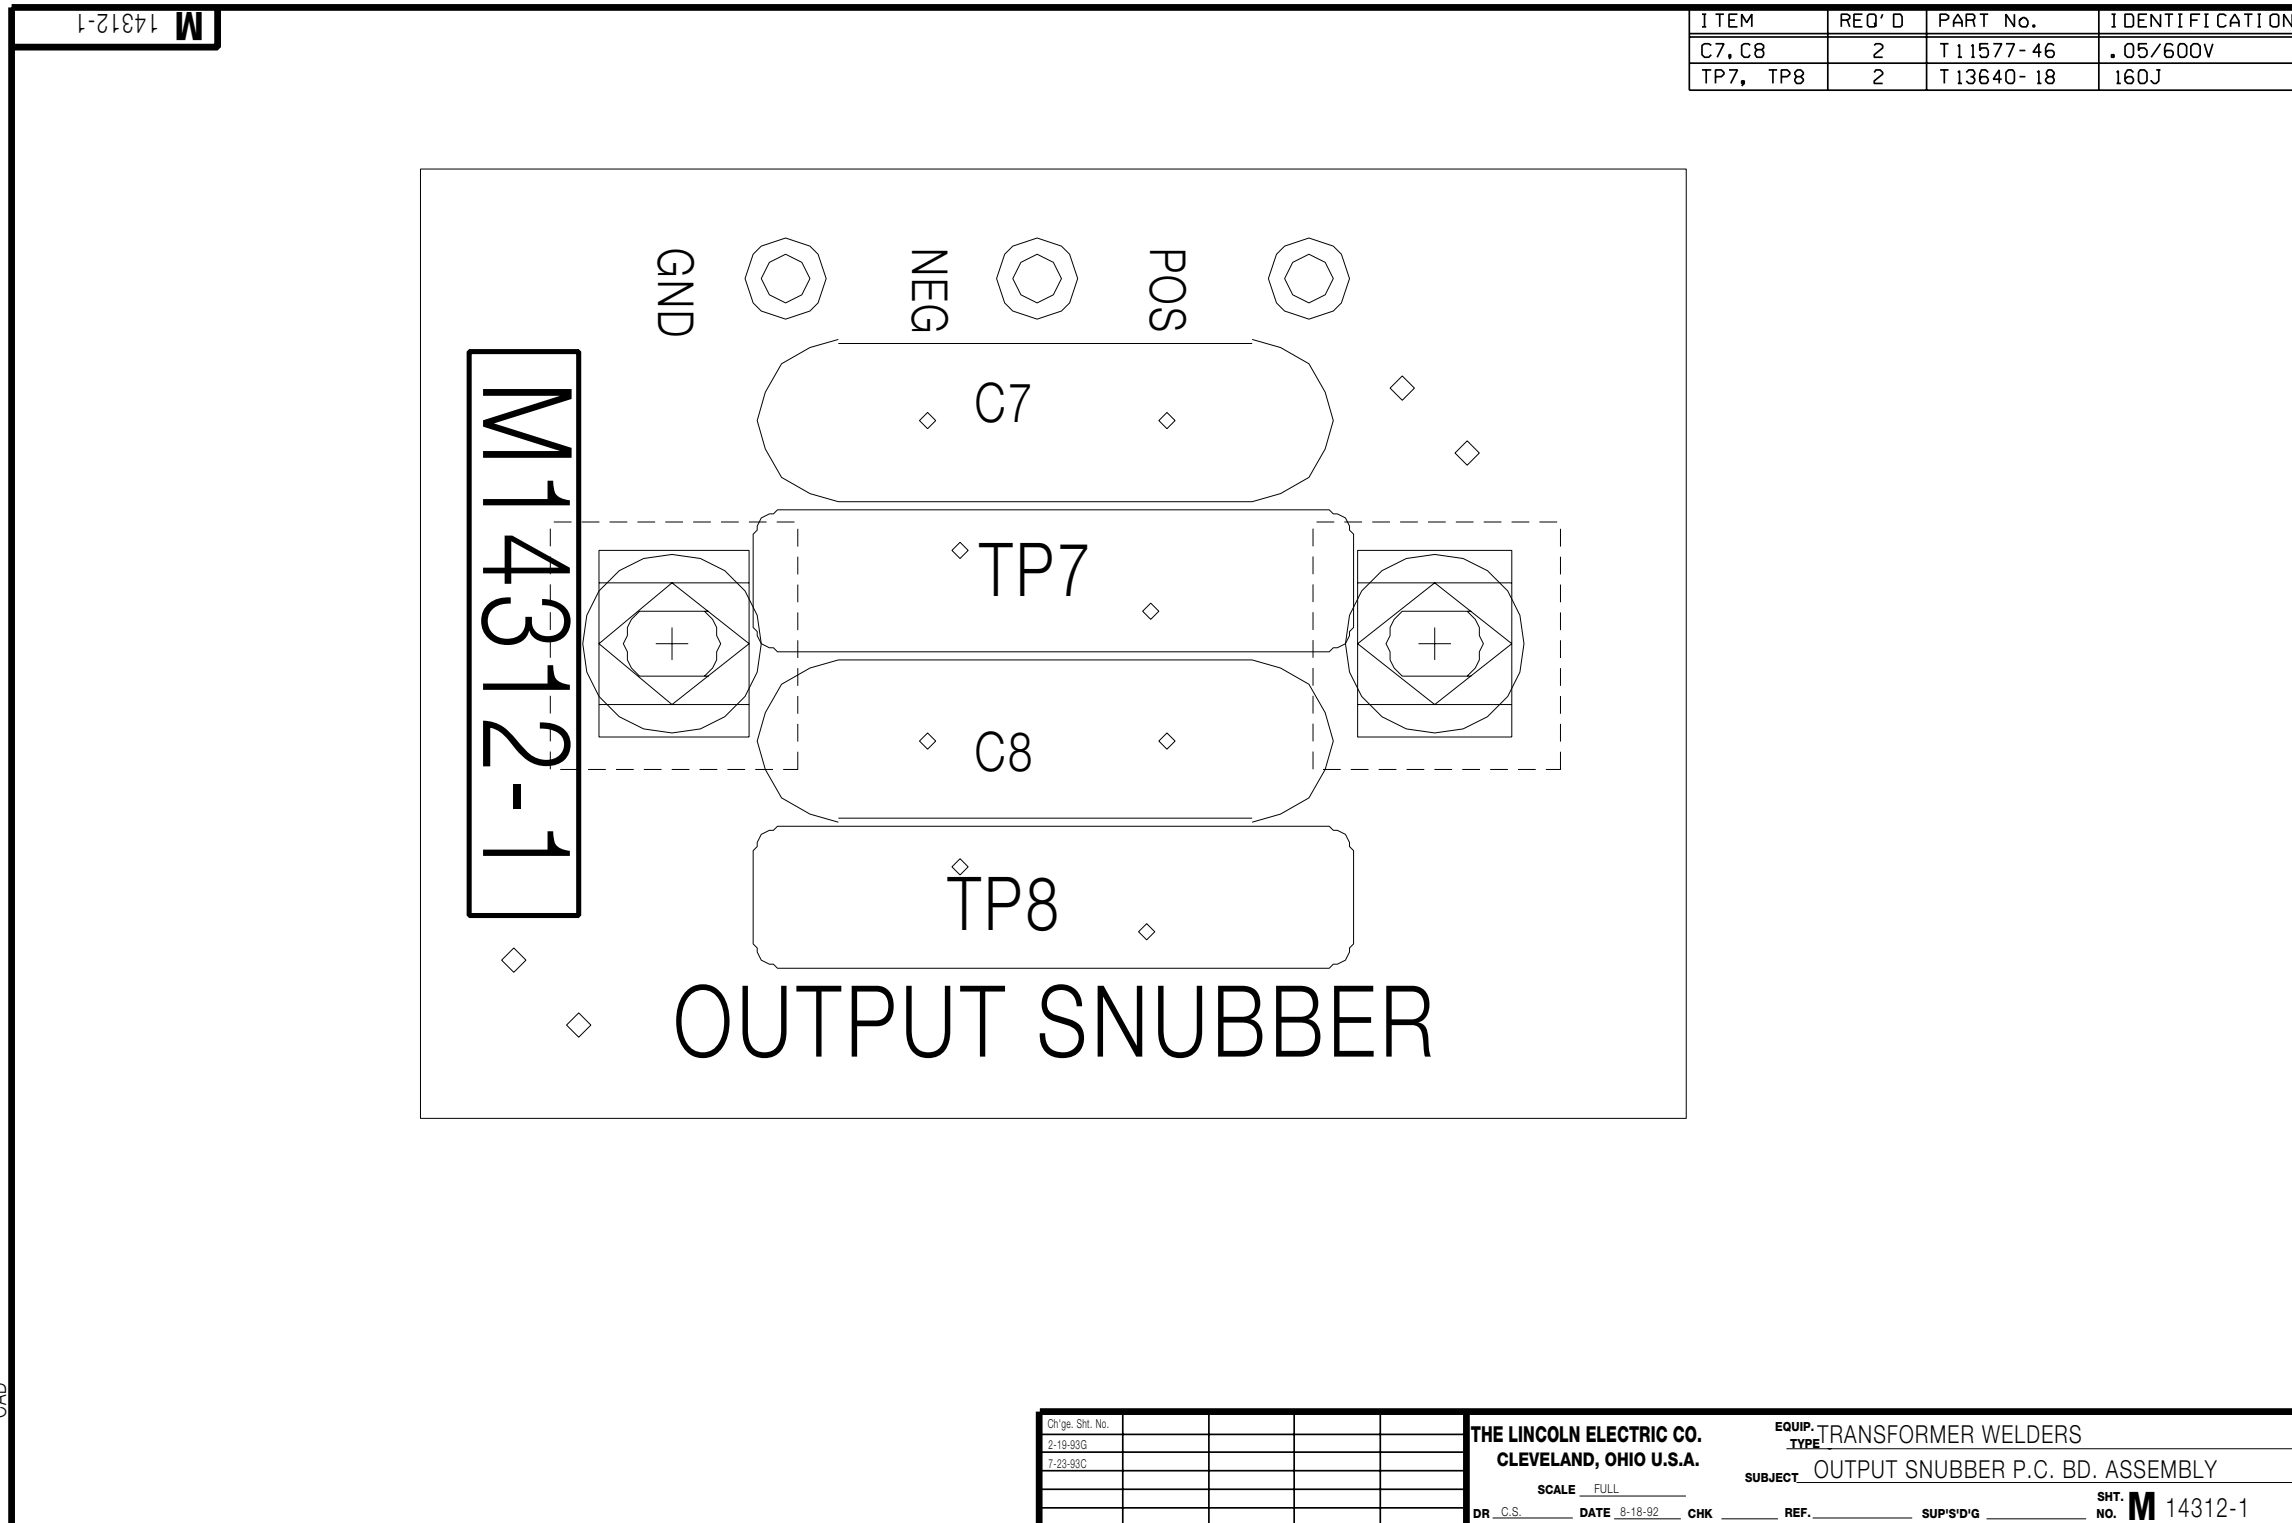 M 14312-1
ITEM REQ'D PART No. IDENTIFICATION
C7,C8 2 T11577-46 .05/600V
TP7, TP8 2 T13640-18 160J
GND NEG POS
C7
M14312-1
TP7
C8
TP8
OUTPUT SNUBBER
CAD
Ch'ge. Sht. No.
2-19-93G
7-23-93C
THE LINCOLN ELECTRIC CO.
CLEVELAND, OHIO U.S.A.
SCALE FULL
DR C.S. DATE 8-18-92 CHK REF. SUP'S'D'G
EQUIP. TYPE TRANSFORMER WELDERS
SUBJECT OUTPUT SNUBBER P.C. BD. ASSEMBLY
SHT. NO. M 14312-1